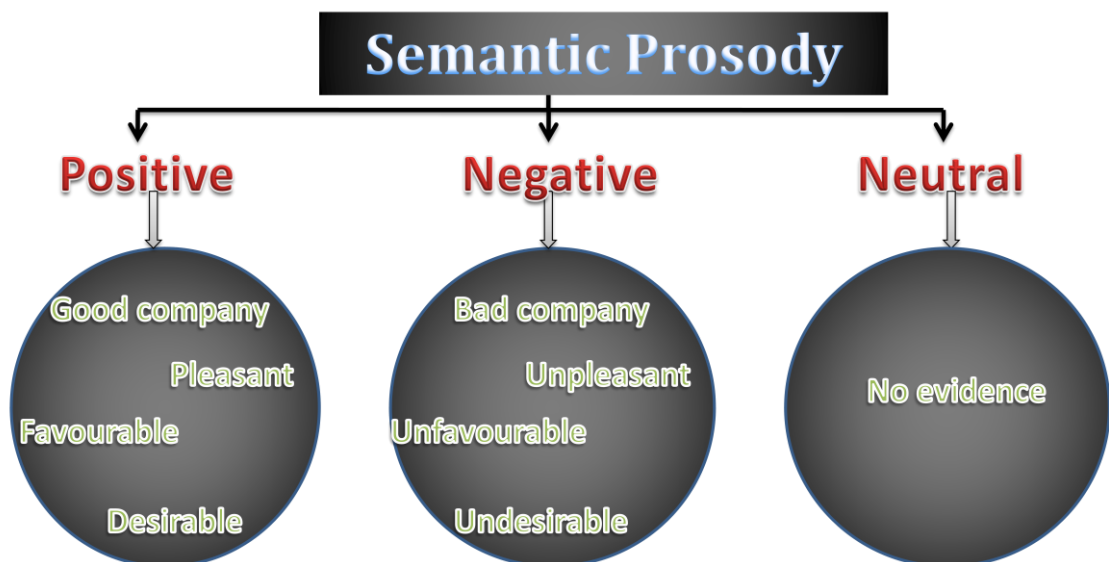 Semantic Prosody
Positive
Negative
Neutral
Good company
Pleasant
Favourable
Desirable
Bad company
Unpleasant
Unfavourable
Undesirable
No evidence